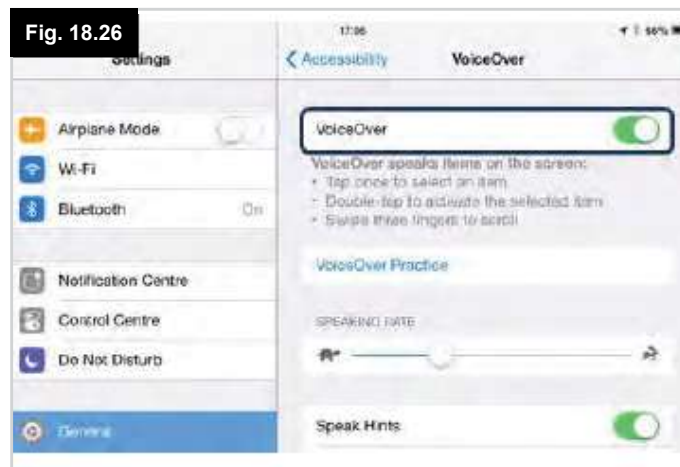 Fig. 18.26
Settings
17:06
56%
Accessibility
VoiceOver
Airplane Mode
Wi-Fi
Bluetooth
On
Notification Centre
Control Centre
Do Not Disturb
General
VoiceOver
VoiceOver speaks items on the screen:
• Tap once to select an item
• Double-tap to activate the selected item
• Swipe three fingers to scroll
VoiceOver Practice
SPEAKING RATE
Speak Hints